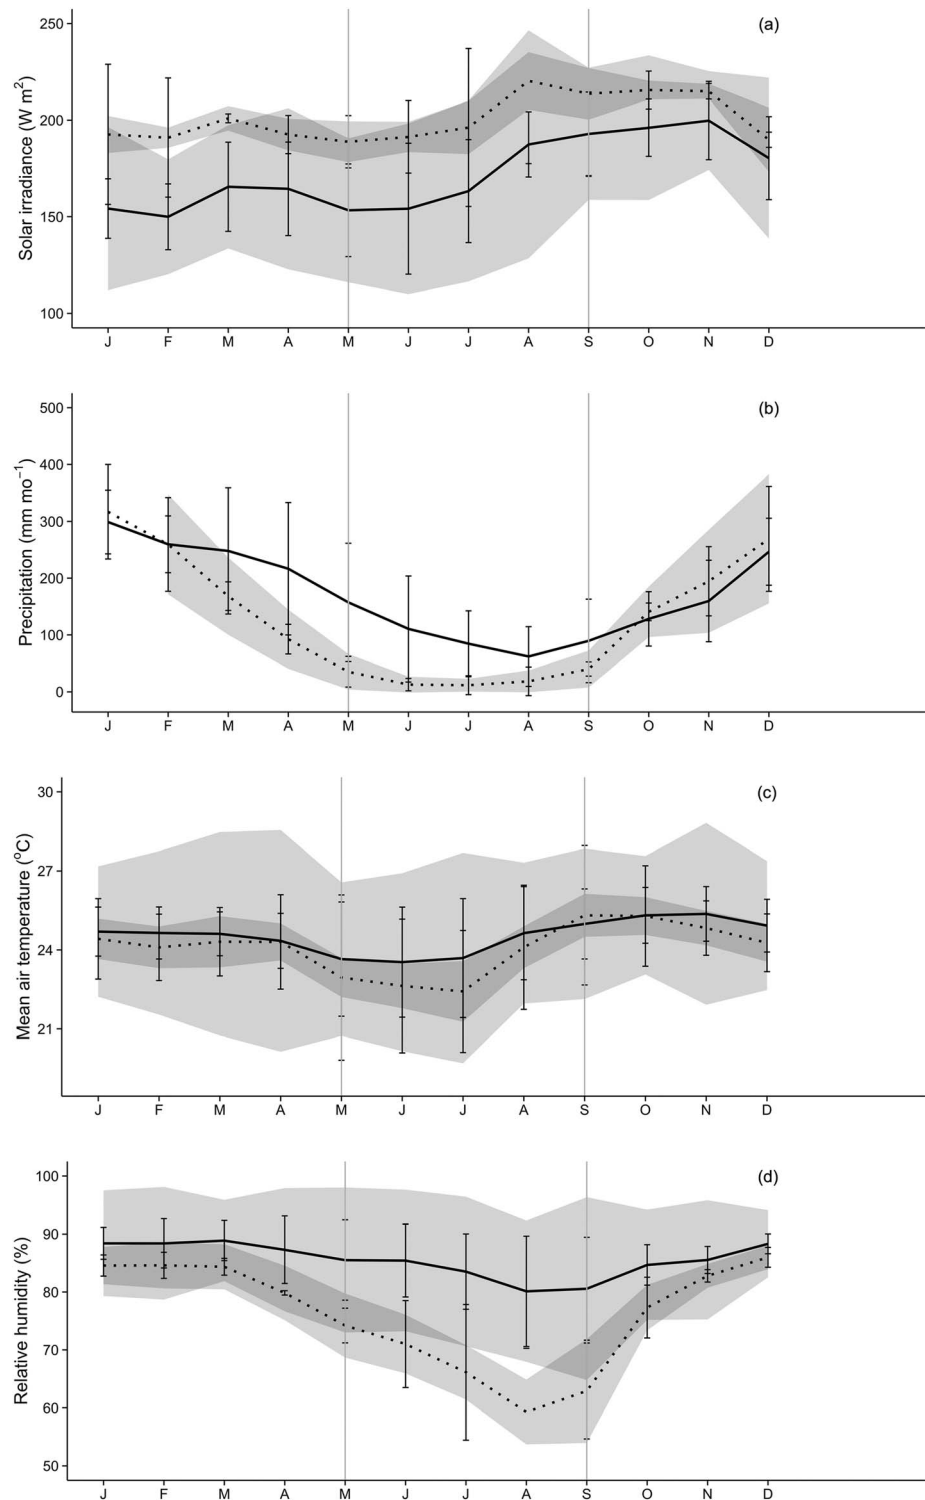 (a)
250
200
150
100
Solar irradiance (W m²)
J F M A M J J A S O N D
(b)
500
400
300
200
100
0
Precipitation (mm mo⁻¹)
J F M A M J J A S O N D
(c)
30
27
24
21
Mean air temperature (°C)
J F M A M J J A S O N D
(d)
100
90
80
70
60
50
Relative humidity (%)
J F M A M J J A S O N D